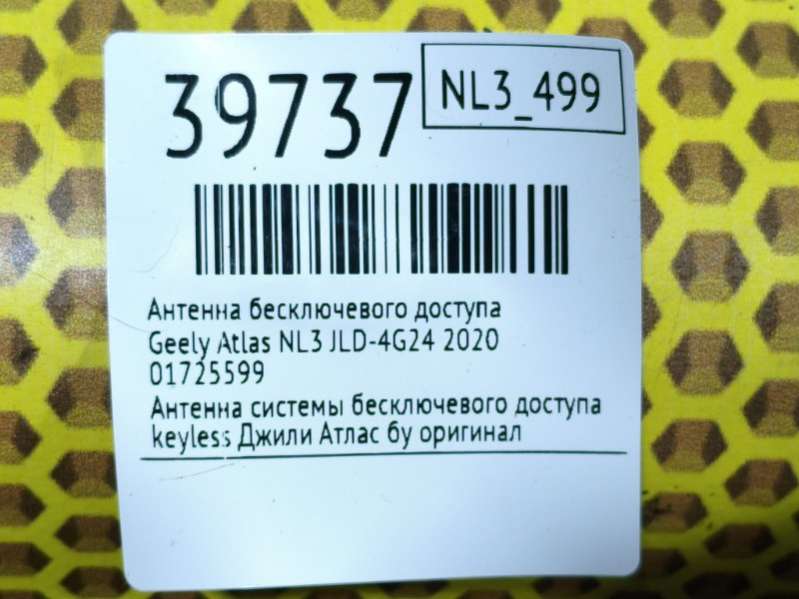 39737
NL3_499
Антенна бесключевого доступа
Geely Atlas NL3 JLD-4G24 2020
01725599
Антенна системы бесключевого доступа
keyless Джили Атлас бу оригинал